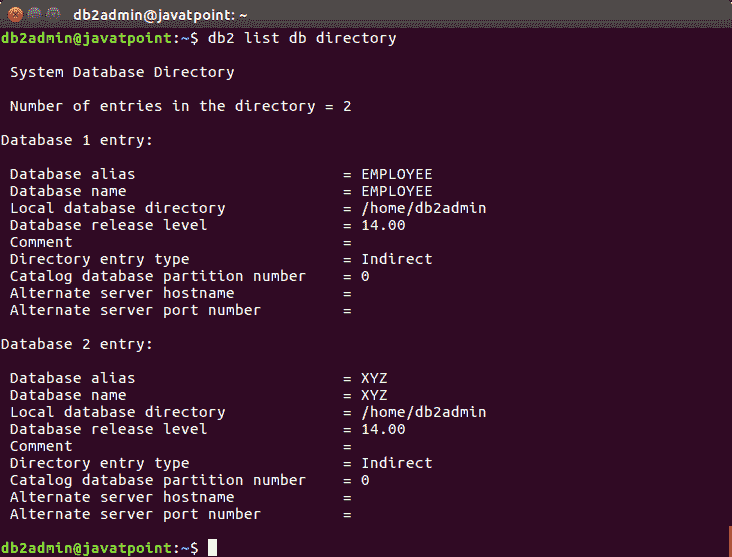 db2admin@javatpoint: ~
db2admin@javatpoint:~$ db2 list db directory
System Database Directory
Number of entries in the directory = 2
Database 1 entry:
Database alias = EMPLOYEE
Database name = EMPLOYEE
Local database directory = /home/db2admin
Database release level = 14.00
Comment =
Directory entry type = Indirect
Catalog database partition number = 0
Alternate server hostname =
Alternate server port number =
Database 2 entry:
Database alias = XYZ
Database name = XYZ
Local database directory = /home/db2admin
Database release level = 14.00
Comment =
Directory entry type = Indirect
Catalog database partition number = 0
Alternate server hostname =
Alternate server port number =
db2admin@javatpoint:~$